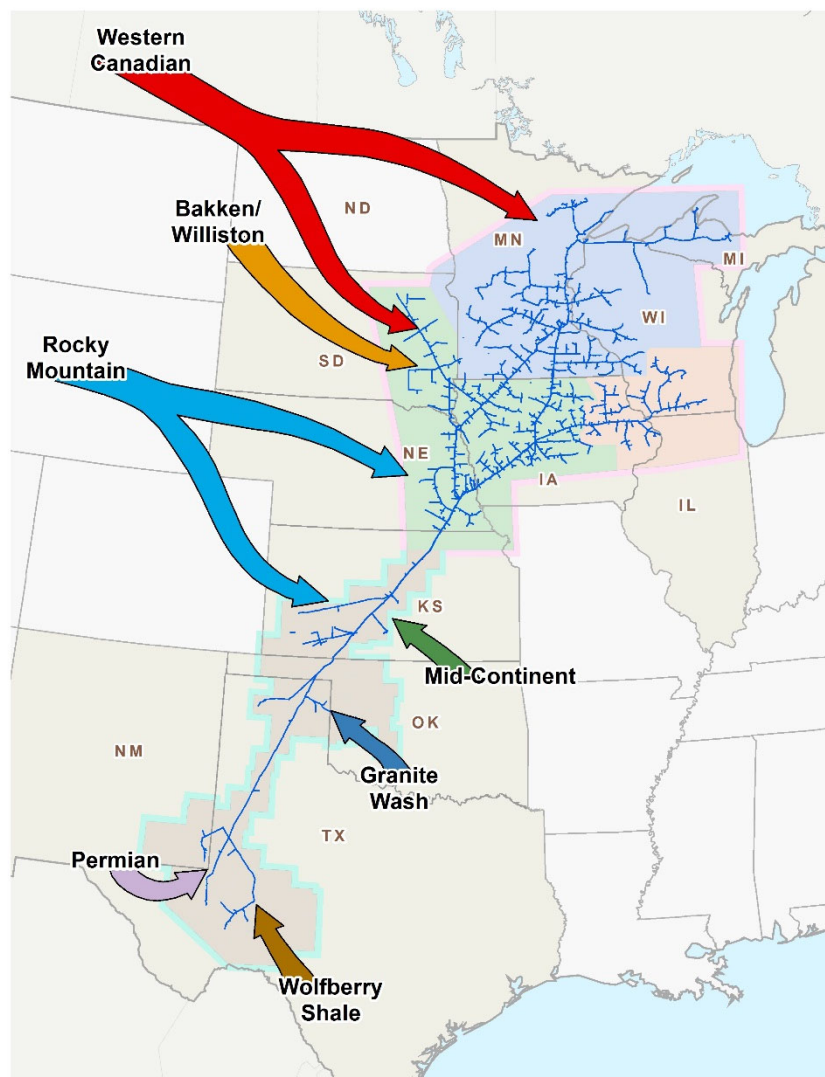 Western
Canadian
ND
Bakken/
Williston
MN
MI
WI
SD
Rocky
Mountain
NE
IA
IL
KS
Mid-Continent
OK
NM
Granite
Wash
TX
Permian
Wolfberry
Shale